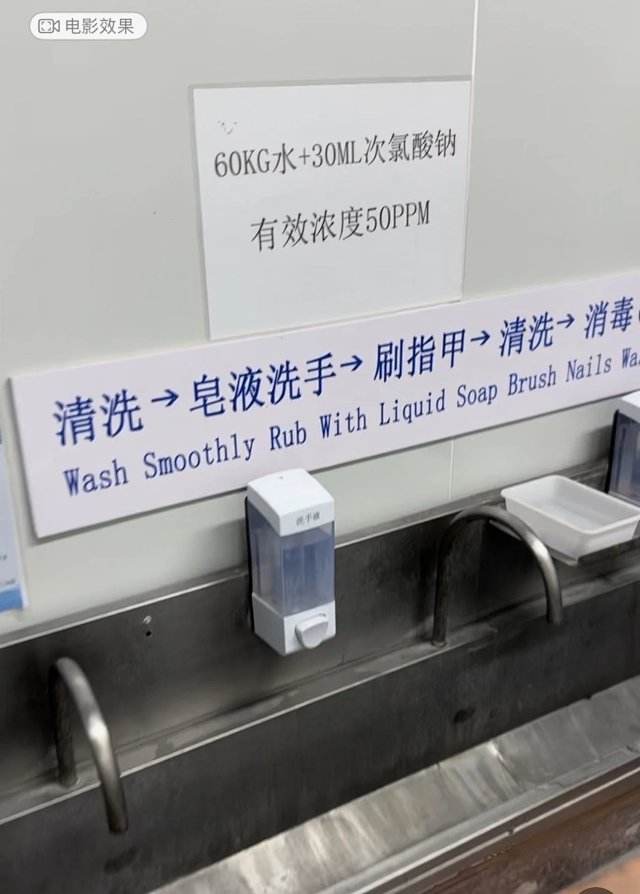 电影效果
60KG水+30ML次氯酸钠
有效浓度50PPM
清洗→皂液洗手→刷指甲→清洗→消毒
Wash Smoothly Rub With Liquid Soap Brush Nails
洗手液